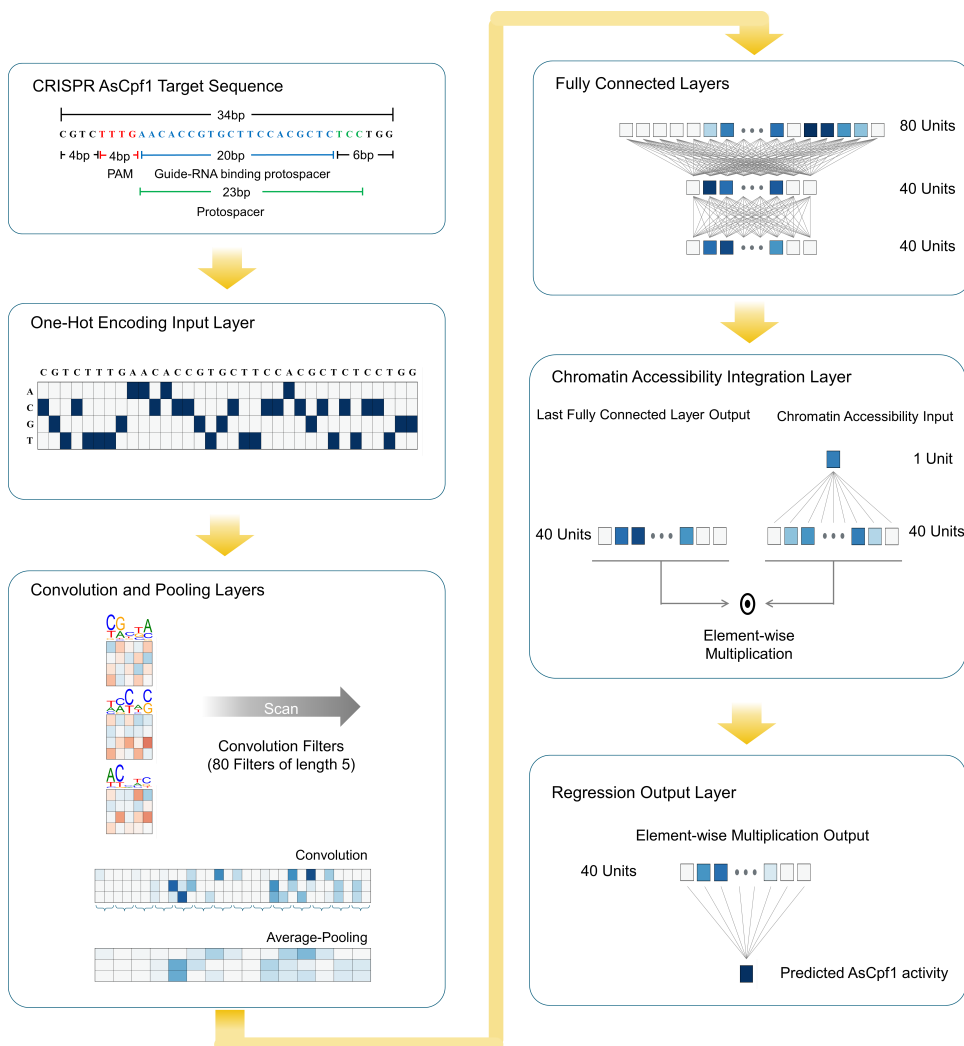 CRISPR AsCpf1 Target Sequence
34bp
CGTCTTTGAACACCGTGCTTCCACGCTCTCCTGG
4bp 4bp 20bp 6bp
PAM Guide-RNA binding protospacer
23bp
Protospacer
One-Hot Encoding Input Layer
C G T C T T T G A A C A C C G T G C T T C C A C G C T C T C C T G G
A
C
G
T
Convolution and Pooling Layers
Scan
Convolution Filters
(80 Filters of length 5)
Convolution
Average-Pooling
Fully Connected Layers
80 Units
40 Units
40 Units
Chromatin Accessibility Integration Layer
Last Fully Connected Layer Output Chromatin Accessibility Input
1 Unit
40 Units 40 Units
Element-wise
Multiplication
Regression Output Layer
Element-wise Multiplication Output
40 Units
Predicted AsCpf1 activity